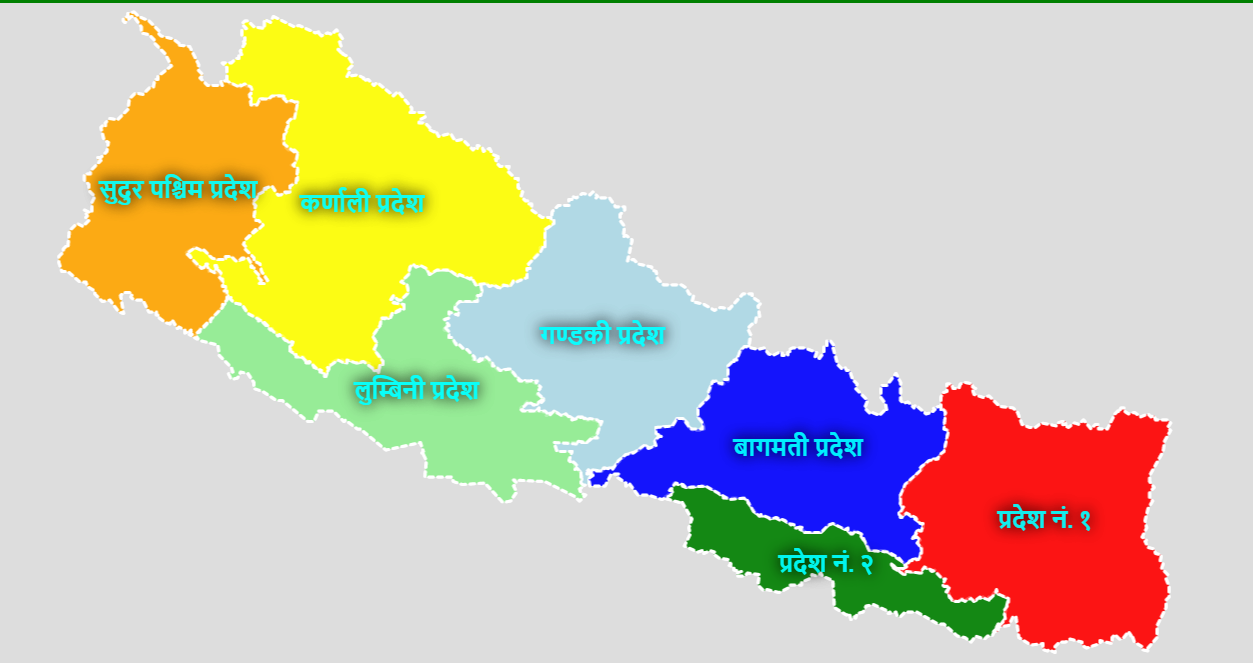 सुदुर पश्चिम प्रदेश
कर्णाली प्रदेश
गण्डकी प्रदेश
लुम्बिनी प्रदेश
बागमती प्रदेश
प्रदेश नं. १
प्रदेश नं. २